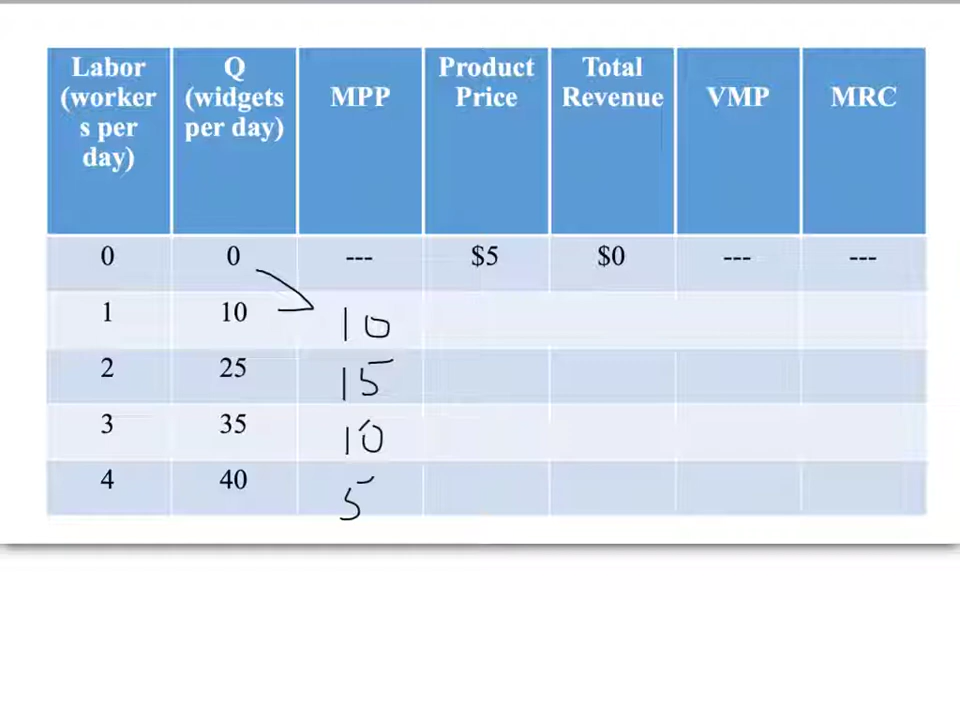 Labor (workers per day) Q (widgets per day) MPP Product Price Total Revenue VMP MRC
0 0 --- $5 $0 --- ---
1 10 10
2 25 15
3 35 10
4 40 5